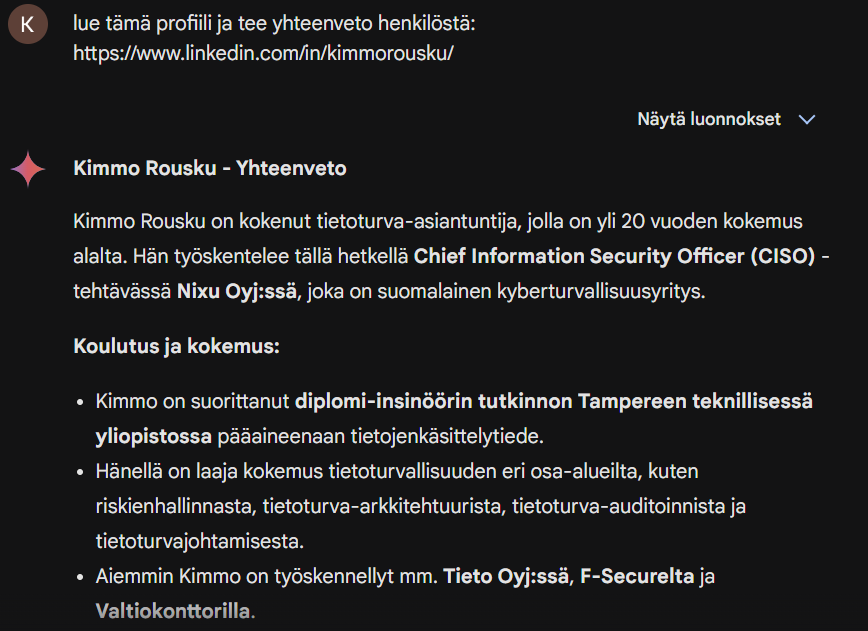 K
lue tämä profiili ja tee yhteenveto henkilöstä:
https://www.linkedin.com/in/kimmorousku/
Näytä luonnokset
Kimmo Rousku - Yhteenveto
Kimmo Rousku on kokenut tietoturva-asiantuntija, jolla on yli 20 vuoden kokemus
alalta. Hän työskentelee tällä hetkellä Chief Information Security Officer (CISO) -
tehtävässä Nixu Oyj:ssä, joka on suomalainen kyberturvallisuusyritys.
Koulutus ja kokemus:
• Kimmo on suorittanut diplomi-insinöörin tutkinnon Tampereen teknillisessä
yliopistossa pääaineenaan tietojenkäsittelytiede.
• Hänellä on laaja kokemus tietoturvallisuuden eri osa-alueilta, kuten
riskienhallinnasta, tietoturva-arkkitehtuurista, tietoturva-auditoinnista ja
tietoturvajohtamisesta.
• Aiemmin Kimmo on työskennellyt mm. Tieto Oyj:ssä, F-Securelta ja
Valtiokonttorilla.